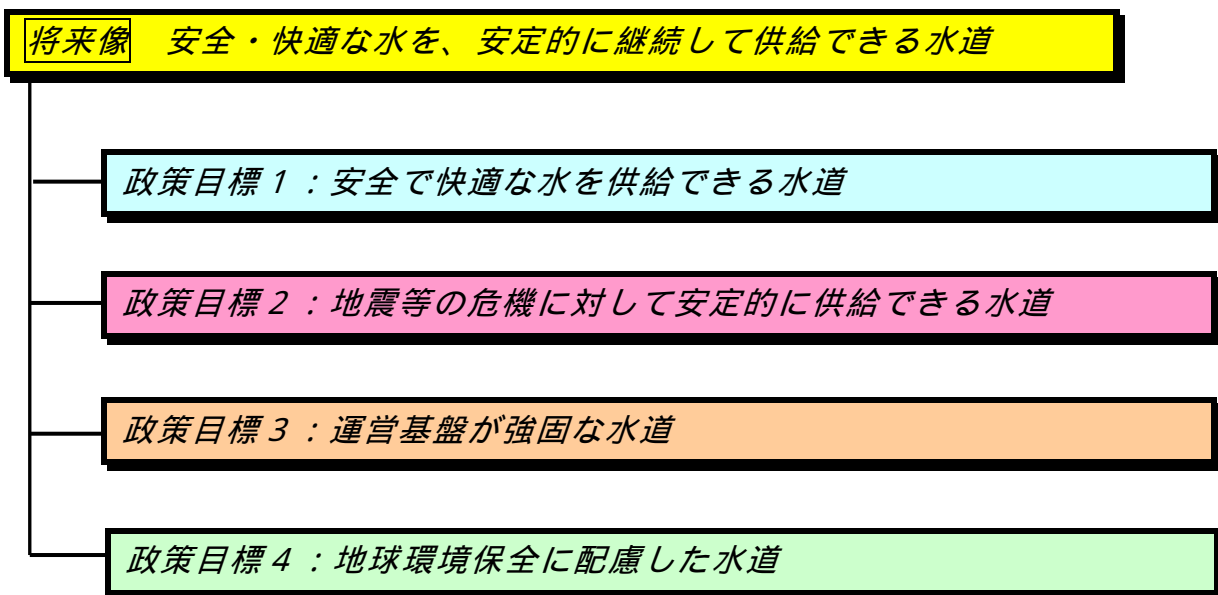 将来像　安全・快適な水を、安定的に継続して供給できる水道
政策目標１：安全で快適な水を供給できる水道
政策目標２：地震等の危機に対して安定的に供給できる水道
政策目標３：運営基盤が強固な水道
政策目標４：地球環境保全に配慮した水道